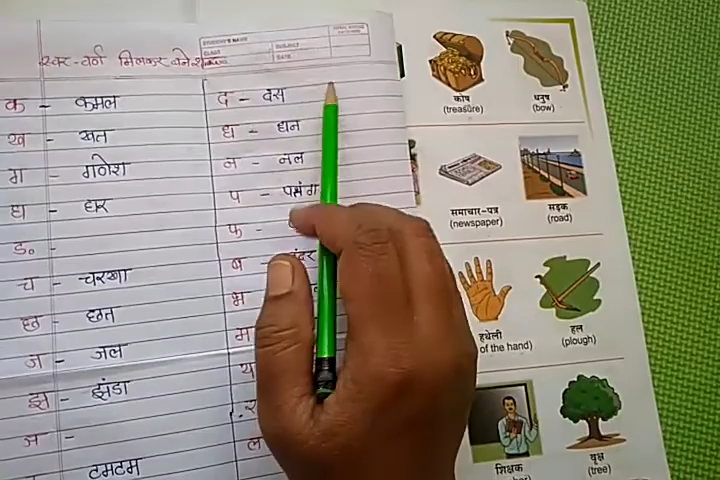 STUDENT'S NAME
CLASS
SUBJECT
DATE
स्वर-वर्ण मिलकर बने
क - कमल
ख - खत
ग - गणेश
घ - घर
ङ -
च - चरखा
छ - छत
ज - जल
झ - झंडा
ञ -
टमटम
द - दस
ध - धन
न - नल
प - पतंग
फ -
ब -
भ
म
य
र
ल
कोष
(treasure)
धनुष
(bow)
समाचार-पत्र
(newspaper)
सड़क
(road)
हथेली
of the hand)
हल
(plough)
शिक्षक
वृक्ष
(tree)